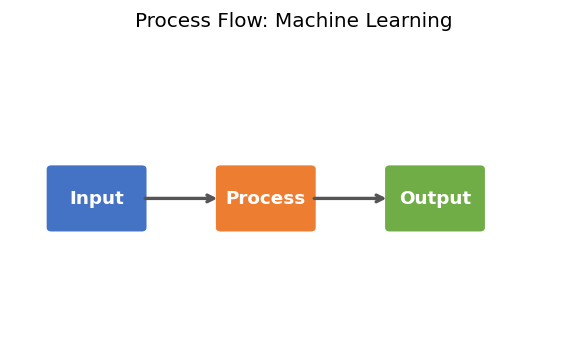 Process Flow: Machine Learning
Input
Process
Output